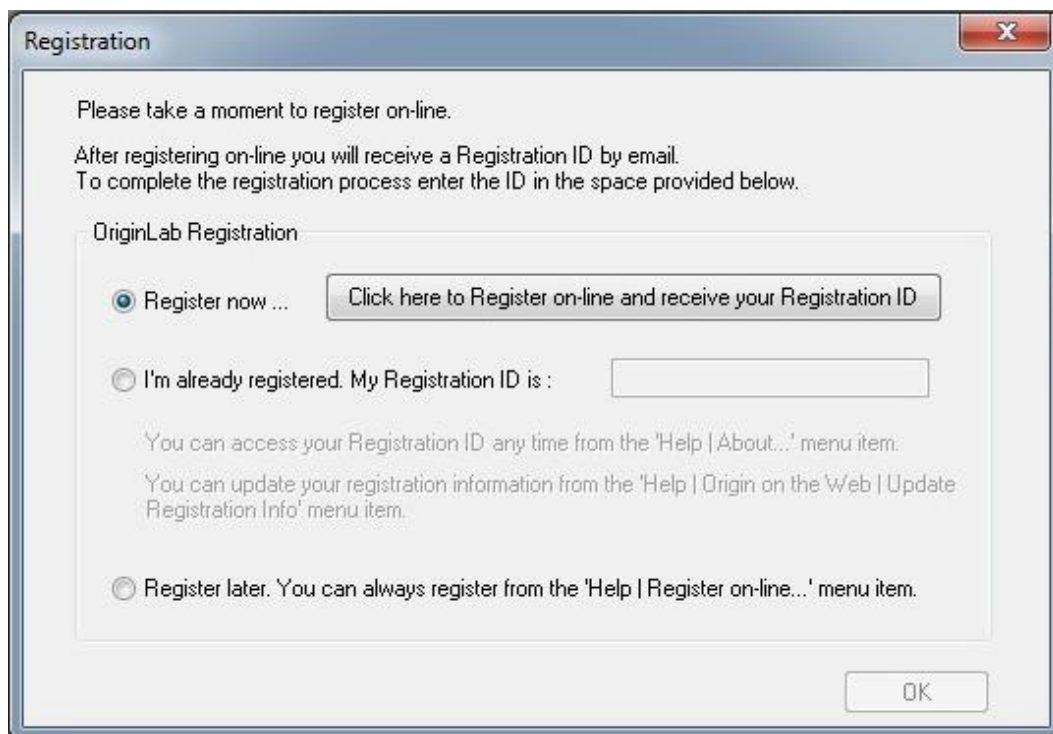 Registration
Please take a moment to register on-line.
After registering on-line you will receive a Registration ID by email.
To complete the registration process enter the ID in the space provided below.
OriginLab Registration
Register now ... Click here to Register on-line and receive your Registration ID
I'm already registered. My Registration ID is :
You can access your Registration ID any time from the 'Help | About...' menu item.
You can update your registration information from the 'Help | Origin on the Web | Update
Registration Info' menu item.
Register later. You can always register from the 'Help | Register on-line...' menu item.
OK